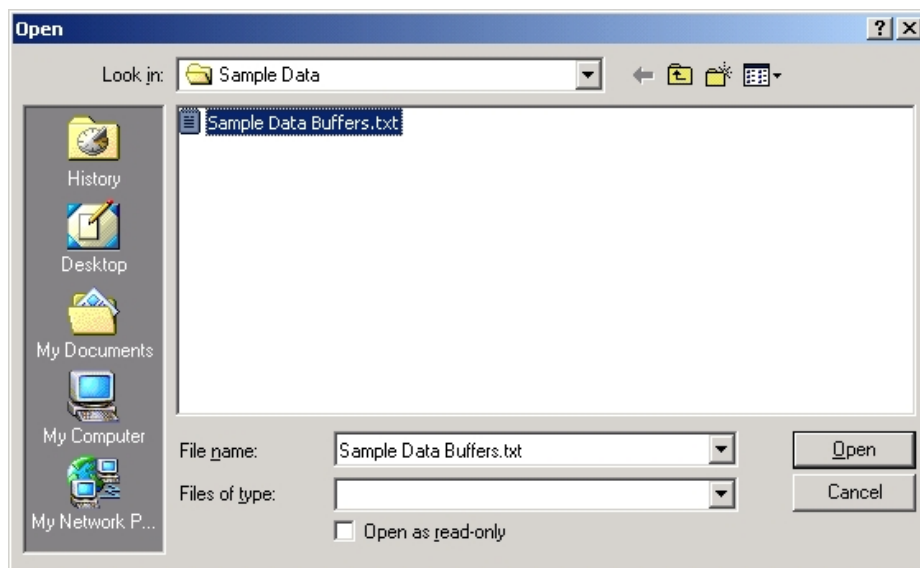 Open
Look in: Sample Data
Sample Data Buffers.txt
History
Desktop
My Documents
My Computer
My Network P...
File name: Sample Data Buffers.txt
Open
Files of type:
Cancel
Open as read-only